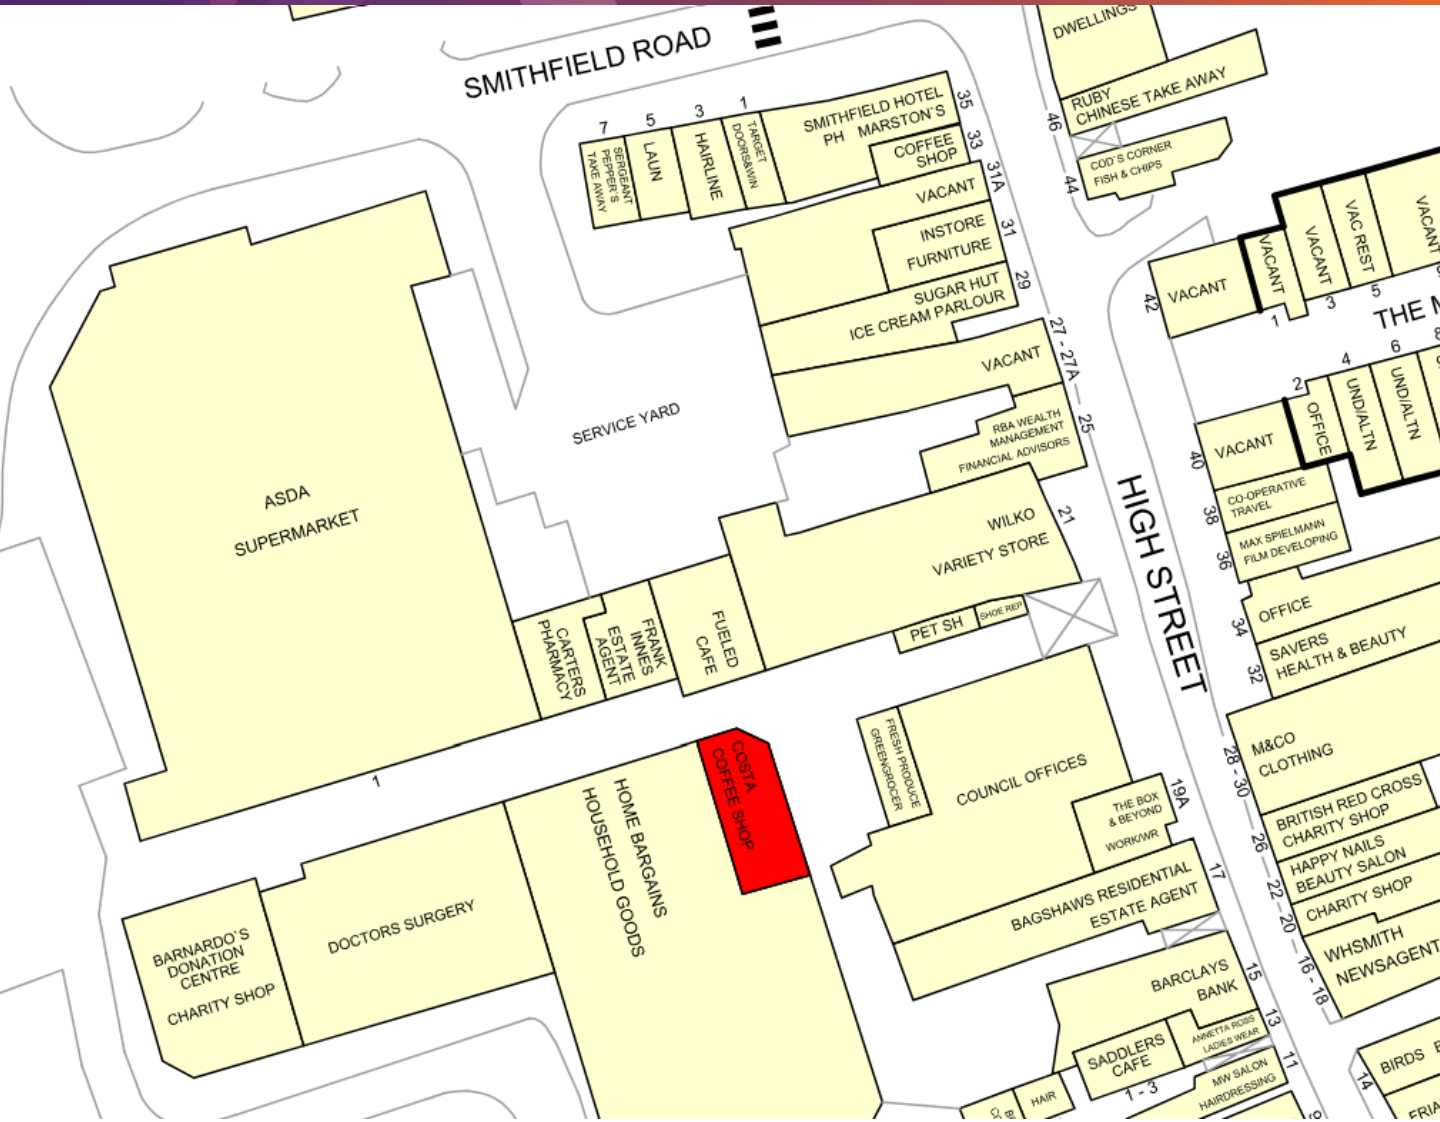 DWELLINGS
SMITHFIELD ROAD
RUBY
CHINESE TAKE AWAY
46
COD'S CORNER
FISH & CHIPS
44
7
5
3
1
35
33
31A
SERGEANT
PEPPER'S
TAKE AWAY
LAUN
HAIRLINE
TARGET
DOORS&WIN
SMITHFIELD HOTEL
PH MARSTON`S
COFFEE
SHOP
VACANT
INSTORE
FURNITURE
31
SUGAR HUT
ICE CREAM PARLOUR
29
VACANT
27 - 27A
RBA WEALTH
MANAGEMENT
FINANCIAL ADVISORS
25
42
VACANT
VACANT
VACANT
VAC REST
VACANT
1
3
5
THE M
2
4
6
8
40
VACANT
OFFICE
UND/ALTN
UND/ALTN
SERVICE YARD
ASDA
SUPERMARKET
WILKO
VARIETY STORE
21
HIGH STREET
38
CO-OPERATIVE
TRAVEL
36
MAX SPIELMANN
FILM DEVELOPING
34
OFFICE
32
SAVERS
HEALTH & BEAUTY
CARTERS
PHARMACY
FRANK
INNES
ESTATE
AGENT
FUELED
CAFE
PET SH
SHOE REP
1
COSTA
COFFEE SHOP
HOME BARGAINS
HOUSEHOLD GOODS
FRESH PRODUCE
GREENGROCER
COUNCIL OFFICES
THE BOX
& BEYOND
WORK/WR
19A
28 - 30
M&CO
CLOTHING
BRITISH RED CROSS
CHARITY SHOP
26
HAPPY NAILS
BEAUTY SALON
22 - 20
CHARITY SHOP
16 - 18
WHSMITH
NEWSAGENT
17
BAGSHAWS RESIDENTIAL
ESTATE AGENT
DOCTORS SURGERY
BARNARDO`S
DONATION
CENTRE
CHARITY SHOP
BARCLAYS
BANK
15
ANNETTA ROSS
LADIES WEAR
13
SADDLERS
CAFE
1 - 3
MW SALON
HAIRDRESSING
11
HAIR
14
BIRDS
FRIA